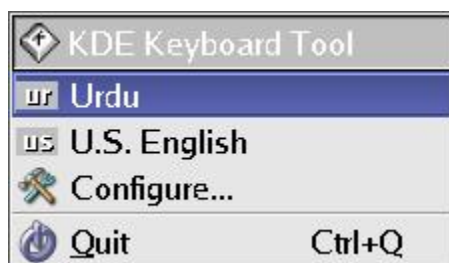 KDE Keyboard Tool
ur Urdu
us U.S. English
Configure...
Quit Ctrl+Q